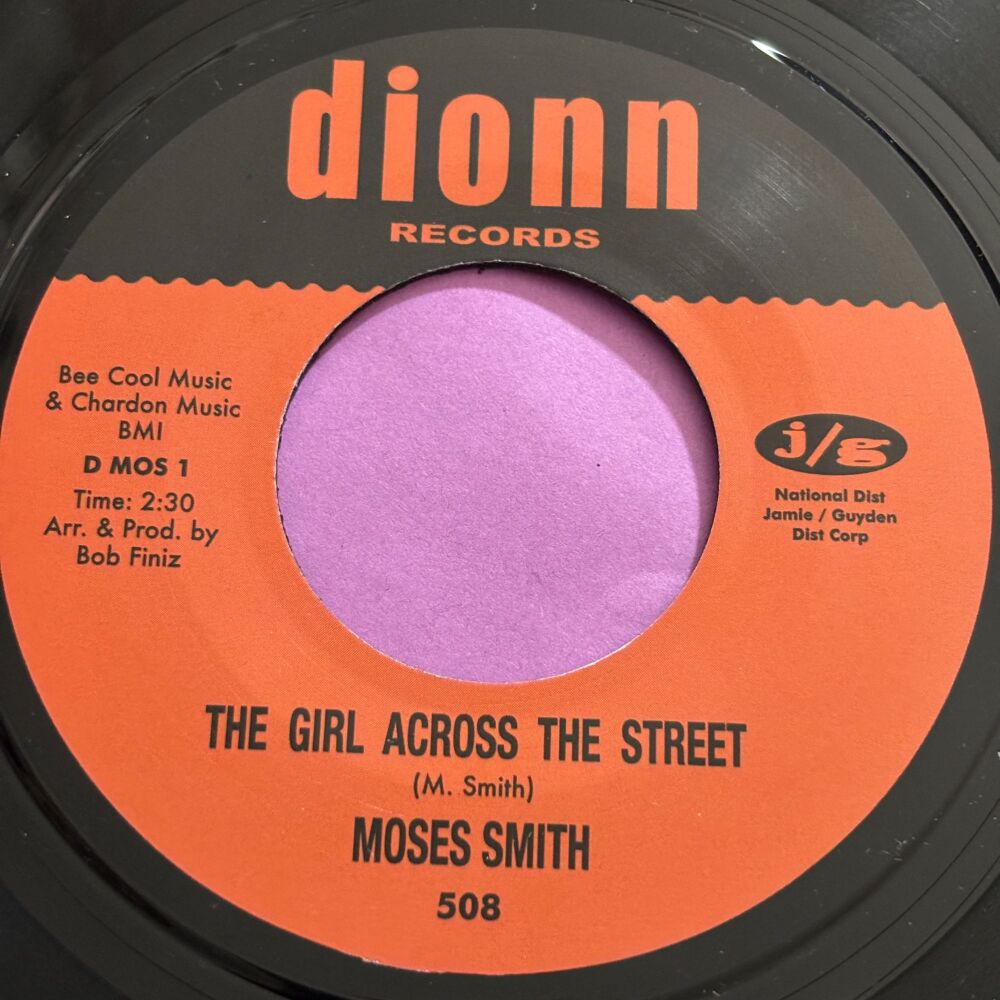 dionn
RECORDS
Bee Cool Music
& Chardon Music
BMI
D MOS 1
Time: 2:30
Arr. & Prod. by
Bob Finiz
j/g
National Dist
Jamie / Guyden
Dist Corp
THE GIRL ACROSS THE STREET
(M. Smith)
MOSES SMITH
508